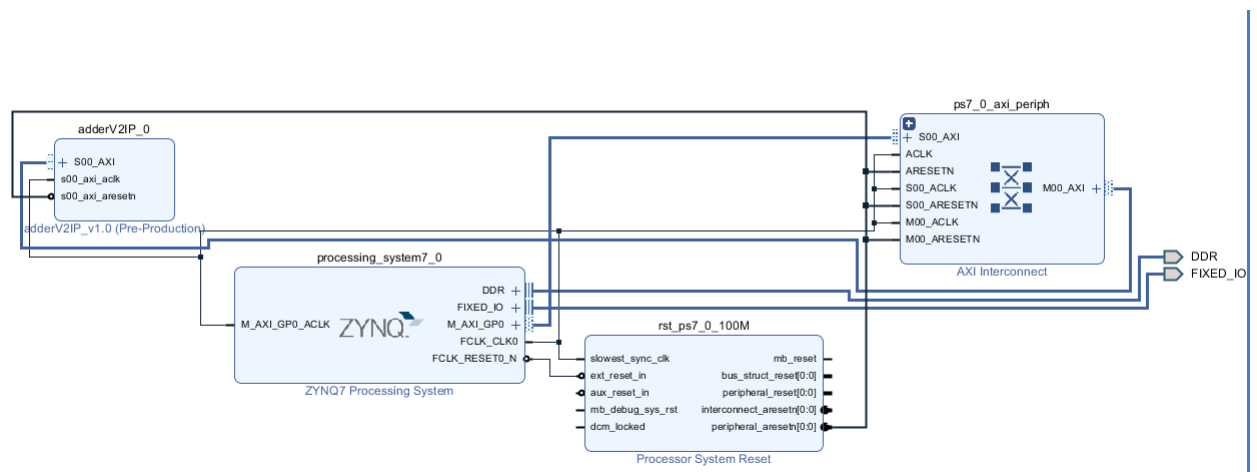 ps7_0_axi_periph
S00_AXI
ACLK
ARESETN
S00_ACLK
S00_ARESETN
M00_ACLK
M00_ARESETN
M00_AXI
AXI Interconnect
adderV2IP_0
S00_AXI
s00_axi_aclk
s00_axi_aresetn
adderV2IP_v1.0 (Pre-Production)
processing_system7_0
M_AXI_GP0_ACLK
ZYNQ
DDR
FIXED_IO
M_AXI_GP0
FCLK_CLK0
FCLK_RESET0_N
ZYNQ7 Processing System
DDR
FIXED_IO
rst_ps7_0_100M
slowest_sync_clk
ext_reset_in
aux_reset_in
mb_debug_sys_rst
dcm_locked
mb_reset
bus_struct_reset[0:0]
peripheral_reset[0:0]
interconnect_aresetn[0:0]
peripheral_aresetn[0:0]
Processor System Reset